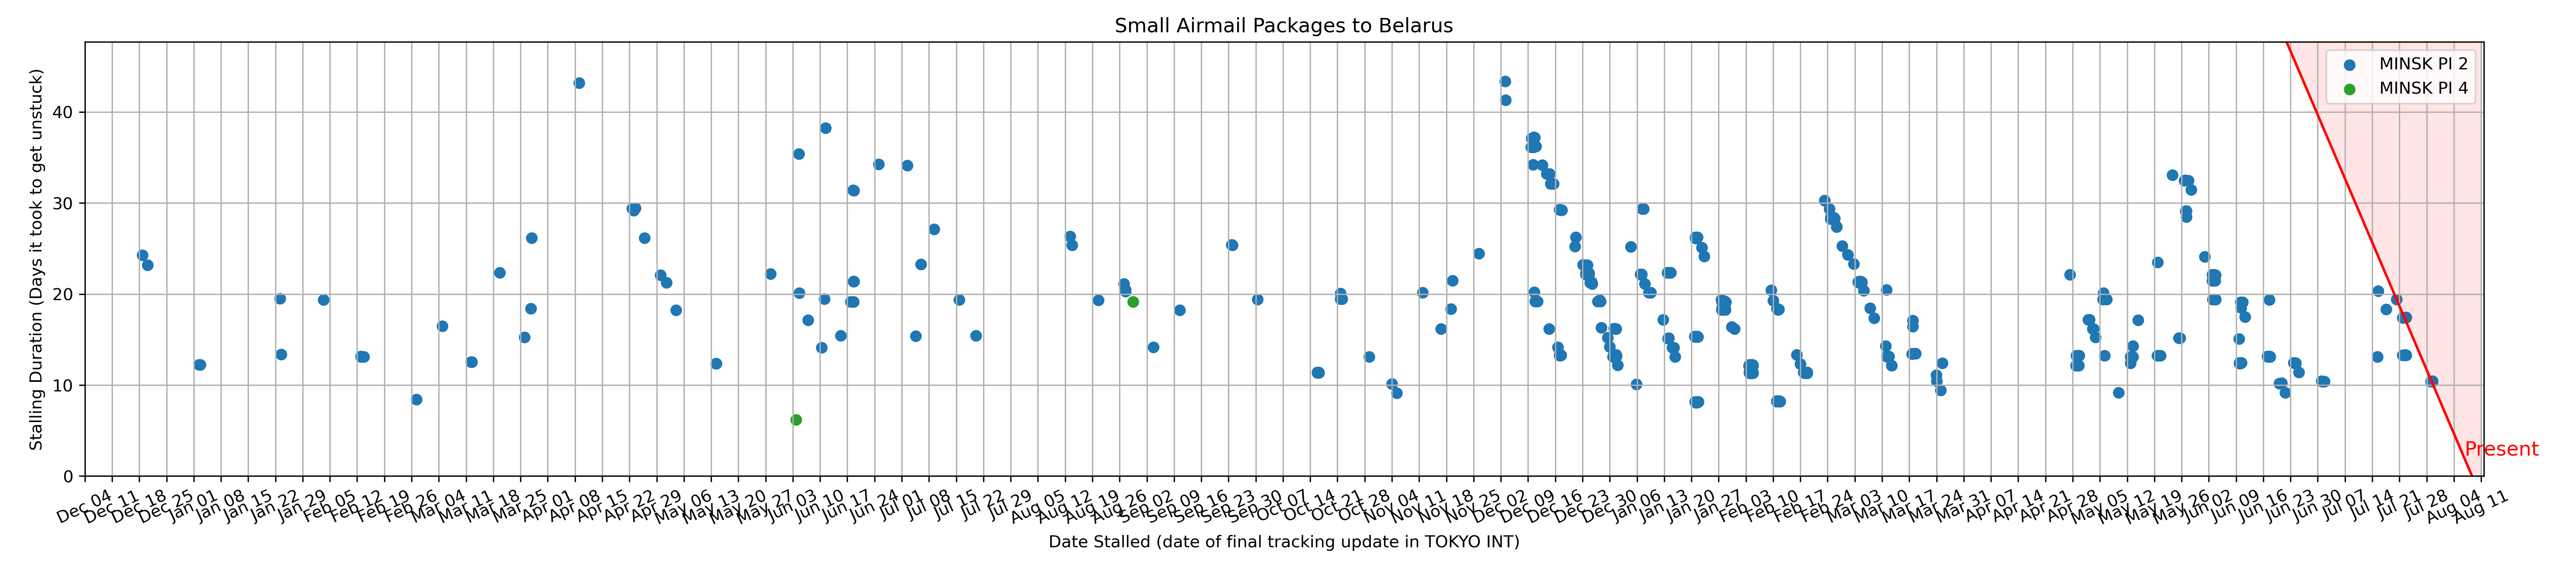 Small Airmail Packages to Belarus
Stalling Duration (Days it took to get unstuck)
40
30
20
10
0
MINSK PI 2
MINSK PI 4
Present
Dec 04 Dec 11 Dec 18 Dec 25 Jan 01 Jan 08 Jan 15 Jan 22 Jan 29 Feb 05 Feb 12 Feb 19 Feb 26 Mar 04 Mar 11 Mar 18 Mar 25 Apr 01 Apr 08 Apr 15 Apr 22 Apr 29 May 06 May 13 May 20 May 27 Jun 03 Jun 10 Jun 17 Jun 24 Jul 01 Jul 08 Jul 15 Jul 22 Jul 29 Aug 05 Aug 12 Aug 19 Aug 26 Sep 02 Sep 09 Sep 16 Sep 23 Sep 30 Oct 07 Oct 14 Oct 21 Oct 28 Nov 04 Nov 11 Nov 18 Nov 25 Dec 02 Dec 09 Dec 16 Dec 23 Dec 30 Jan 06 Jan 13 Jan 20 Jan 27 Feb 03 Feb 10 Feb 17 Feb 24 Mar 03 Mar 10 Mar 17 Mar 24 Mar 31 Apr 07 Apr 14 Apr 21 Apr 28 May 05 May 12 May 19 May 26 Jun 02 Jun 09 Jun 16 Jun 23 Jun 30 Jul 07 Jul 14 Jul 21 Jul 28 Aug 04 Aug 11
Date Stalled (date of final tracking update in TOKYO INT)